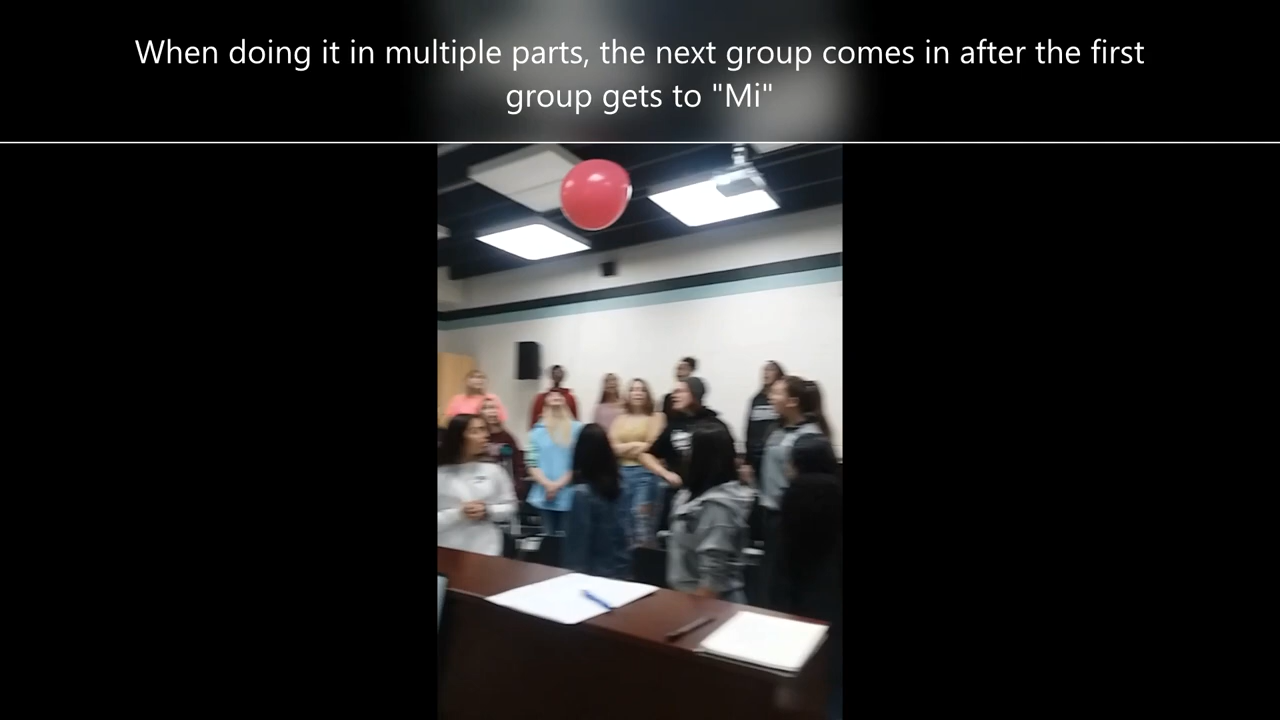 When doing it in multiple parts, the next group comes in after the first
group gets to "Mi"